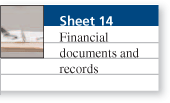 Sheet 14
Financial
documents and
records